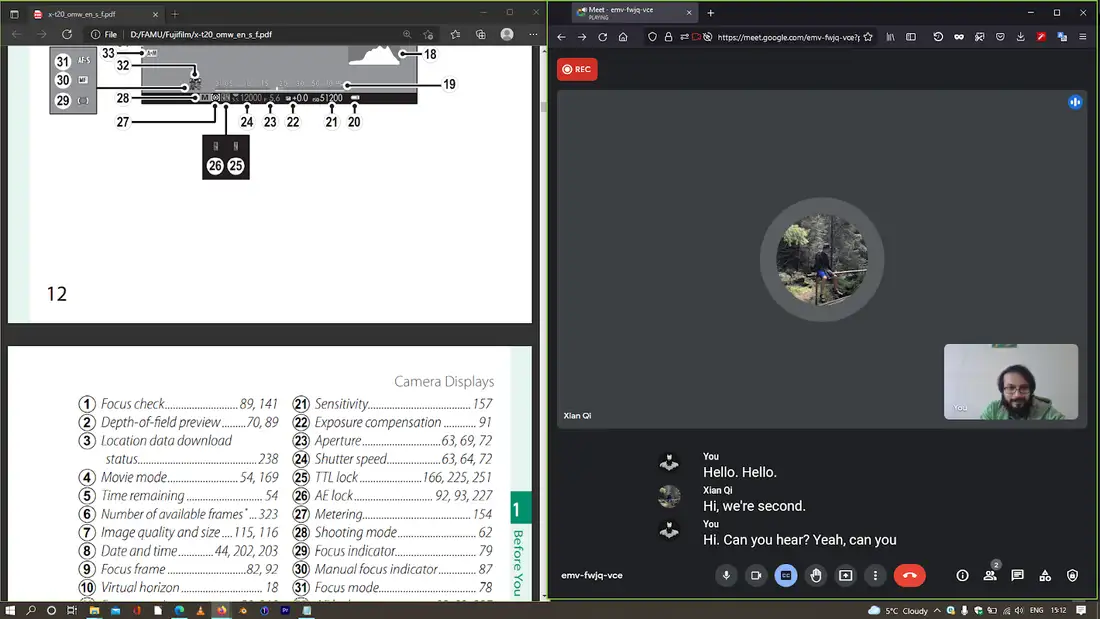 x-t20_omw_en_s_f.pdf
File
D:/FAMU/Fujifilm/x-t20_omw_en_s_f.pdf
33
32
31
AF-S
30
MF
29
28
27
26
25
24
23
22
21
20
19
18
12000
5.6
+0.0
ISO 51200
12
Camera Displays
1 Focus check 89, 141
2 Depth-of-field preview 70, 89
3 Location data download
status 238
4 Movie mode 54, 169
5 Time remaining 54
6 Number of available frames* 323
7 Image quality and size 115, 116
8 Date and time 44, 202, 203
9 Focus frame 82, 92
10 Virtual horizon 18
21 Sensitivity 157
22 Exposure compensation 91
23 Aperture 63, 69, 72
24 Shutter speed 63, 64, 72
25 TTL lock 166, 225, 251
26 AE lock 92, 93, 227
27 Metering 154
28 Shooting mode 62
29 Focus indicator 79
30 Manual focus indicator 87
31 Focus mode 78
1
Before You
Meet - emv-fwjq-vce
PLAYING
https://meet.google.com/emv-fwjq-vce?p
REC
You
Xian Qi
You
Hello. Hello.
Xian Qi
Hi, we're second.
You
Hi. Can you hear? Yeah, can you
emv-fwjq-vce
2
5°C Cloudy
ENG
15:12